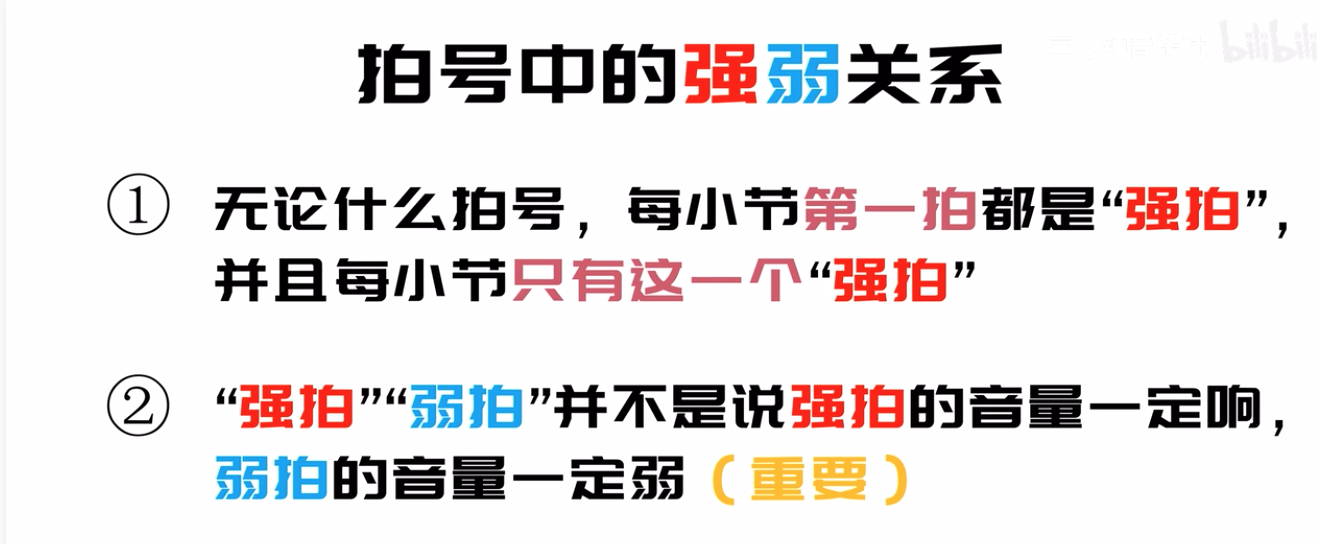 拍号中的强弱关系
bilibili
① 无论什么拍号，每小节第一拍都是“强拍”，
并且每小节只有这一个“强拍”
② “强拍”“弱拍”并不是说强拍的音量一定响，
弱拍的音量一定弱（重要）